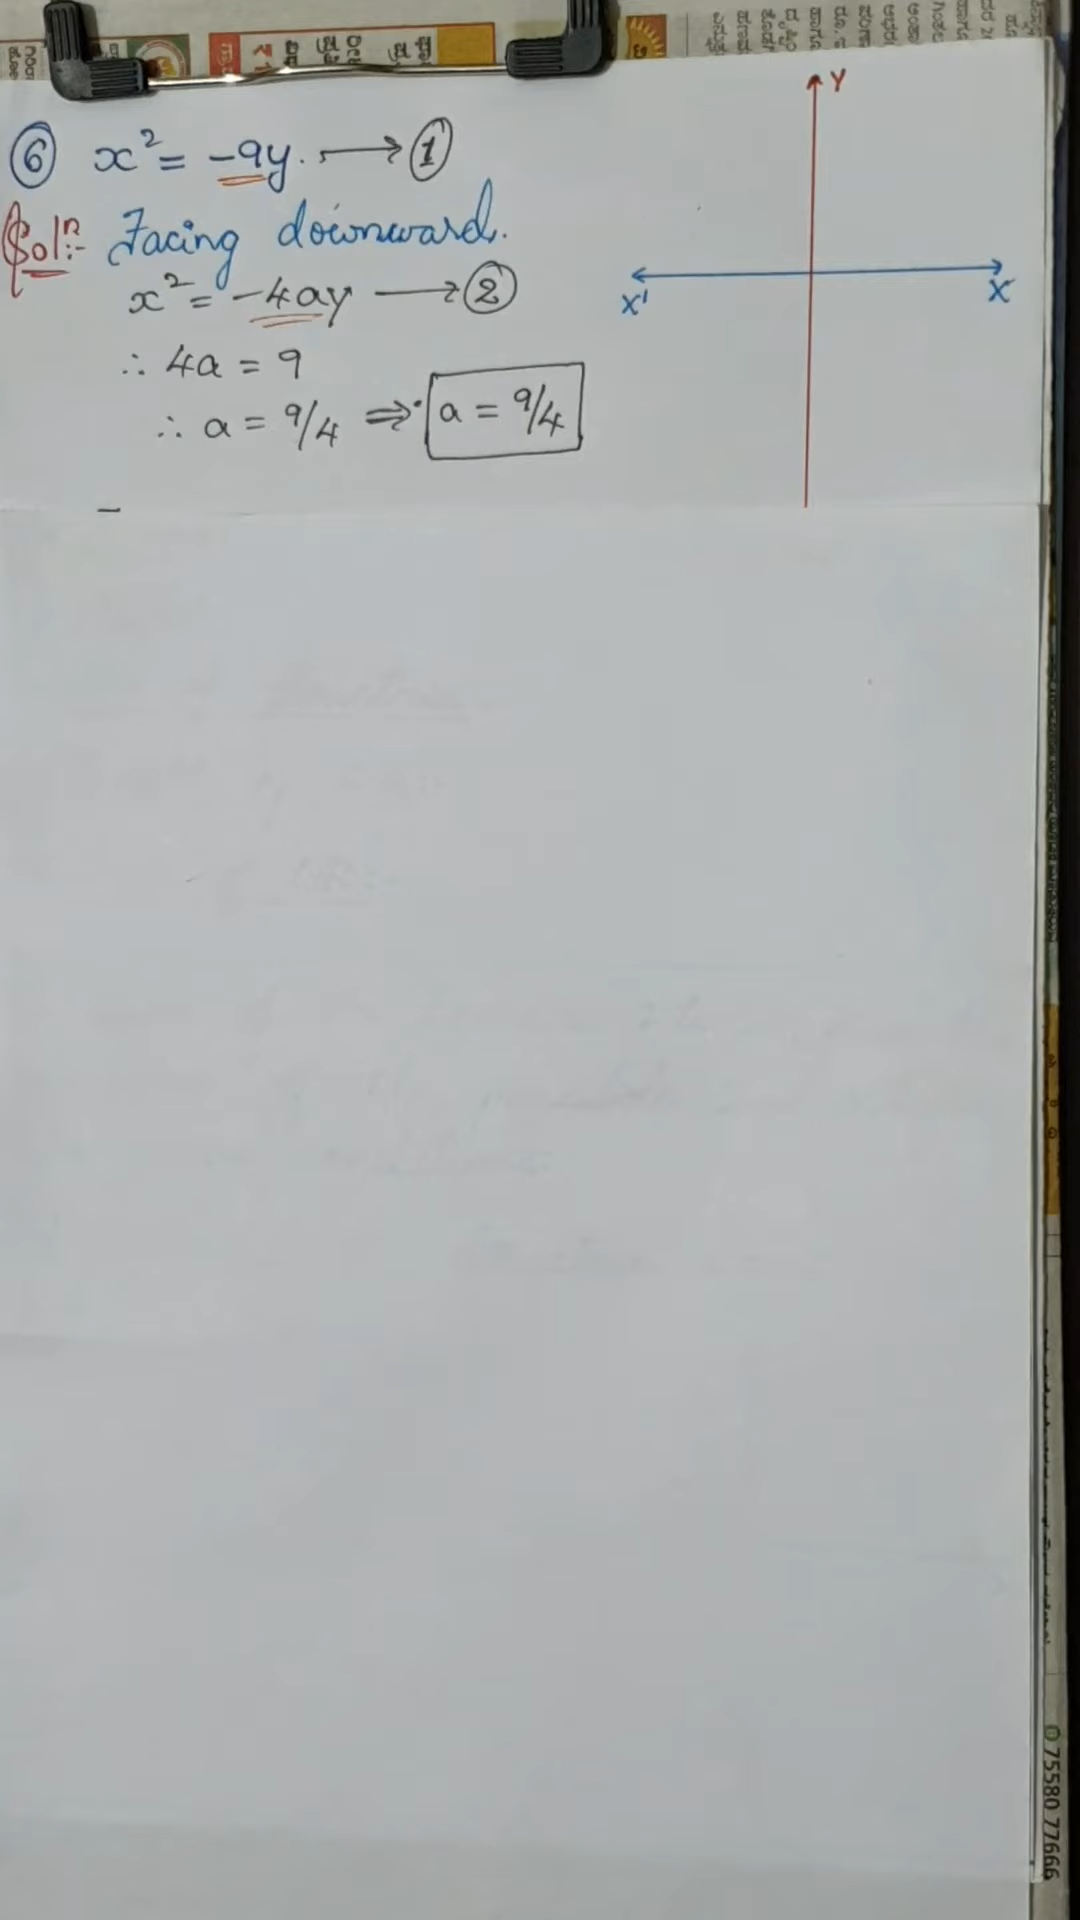 ⑥ x² = -9y. → ①
Solⁿ:- Facing downward.
x² = -4ay → ②
∴ 4a = 9
∴ a = 9/4 ⇒ a = 9/4
Y
X'
X
75580 77666